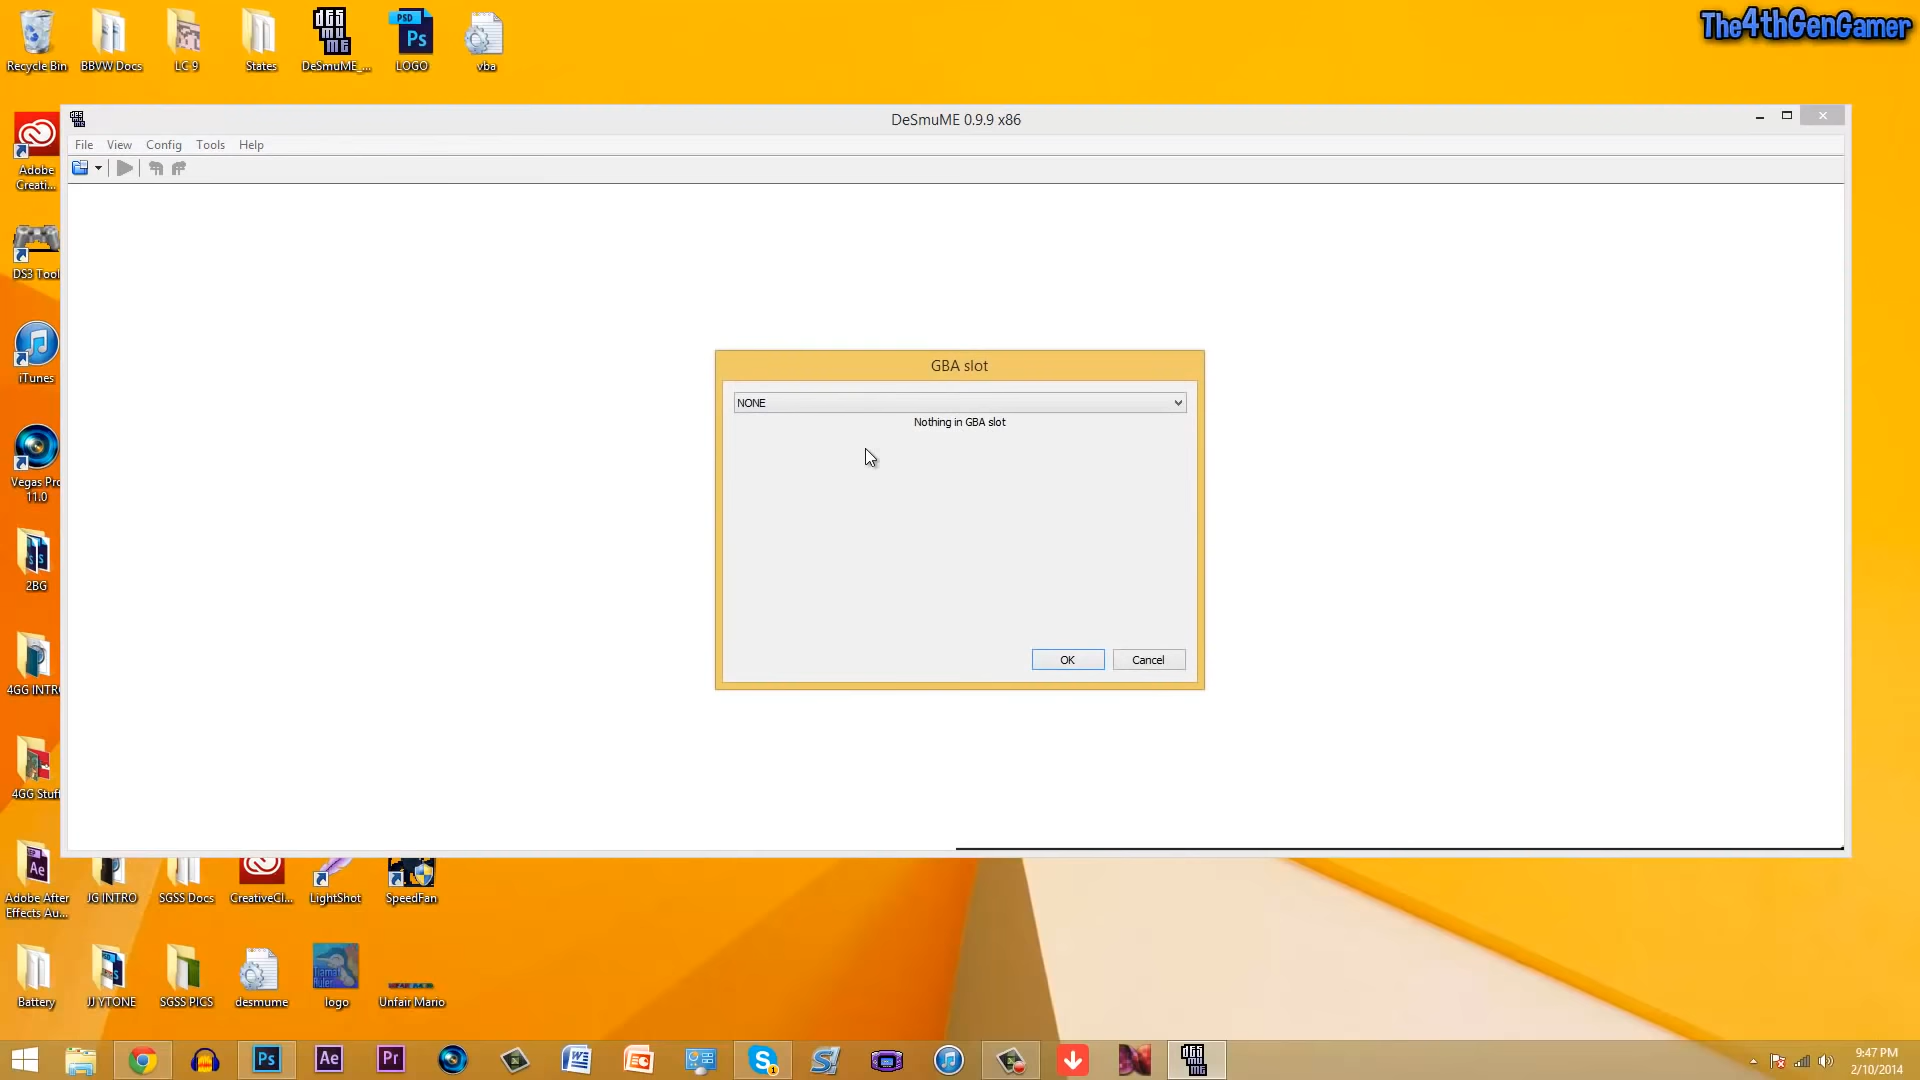 The4thGenGamer
Recycle Bin
BBVW Docs
LC 9
States
DeSmuME_...
LOGO
vba
DeSmuME 0.9.9 x86
File View Config Tools Help
Adobe
Creati...
DS3 Tool
iTunes
Vegas Pro
11.0
2BG
4GG INTRO
4GG Stuff
GBA slot
NONE
Nothing in GBA slot
OK
Cancel
Adobe After
Effects Au...
JG INTRO
SGSS Docs
CreativeCl...
LightShot
SpeedFan
Battery
JJ YTONE
SGSS PICS
desmume
logo
Unfair Mario
9:47 PM
2/10/2014